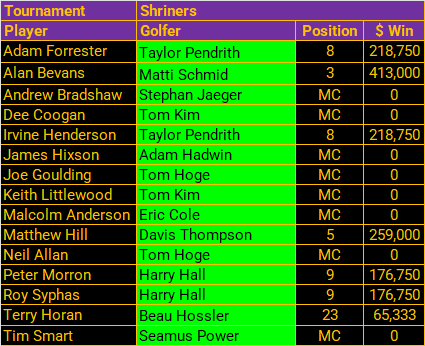 Tournament Shriners
Player Golfer Position $ Win
Adam Forrester Taylor Pendrith 8 218,750
Alan Bevans Matti Schmid 3 413,000
Andrew Bradshaw Stephan Jaeger MC 0
Dee Coogan Tom Kim MC 0
Irvine Henderson Taylor Pendrith 8 218,750
James Hixson Adam Hadwin MC 0
Joe Goulding Tom Hoge MC 0
Keith Littlewood Tom Kim MC 0
Malcolm Anderson Eric Cole MC 0
Matthew Hill Davis Thompson 5 259,000
Neil Allan Tom Hoge MC 0
Peter Morron Harry Hall 9 176,750
Roy Syphas Harry Hall 9 176,750
Terry Horan Beau Hossler 23 65,333
Tim Smart Seamus Power MC 0